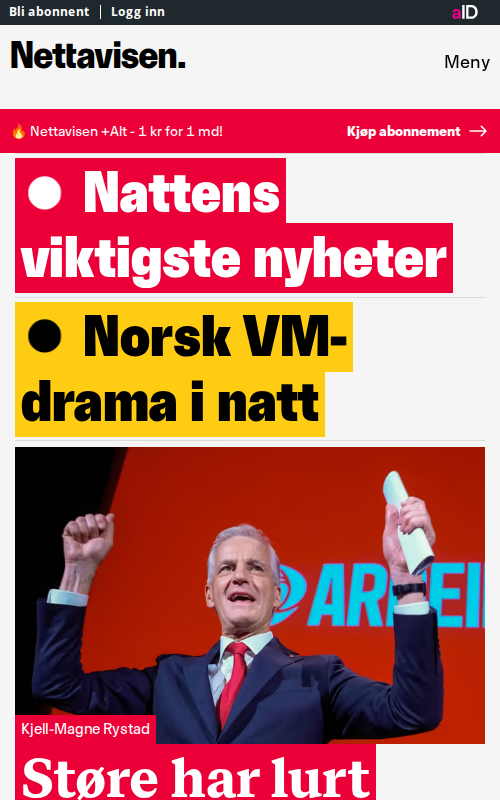 Bli abonnent
Logg inn
aID
Nettavisen.
Meny
🔥 Nettavisen +Alt - 1 kr for 1 md!
Kjøp abonnement →
● Nattens
viktigste nyheter
● Norsk VM-
drama i natt
ARBEI
Kjell-Magne Rystad
Støre har lurt